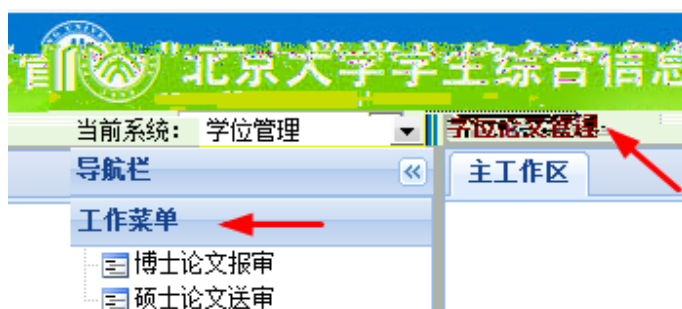 北京大学学生综合信息
当前系统： 学位管理 学位论文管理
导航栏 主工作区
工作菜单
博士论文报审
硕士论文送审